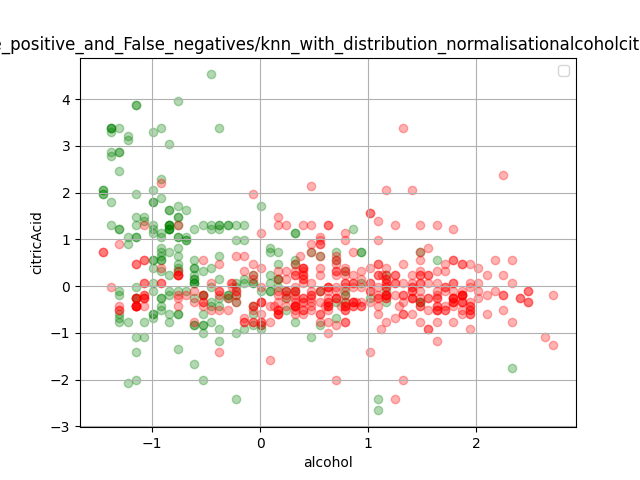 e_positive_and_False_negatives/knn_with_distribution_normalisationalcoholcit
4
3
2
1
0
−1
−2
−3
citricAcid
−1 0 1 2
alcohol